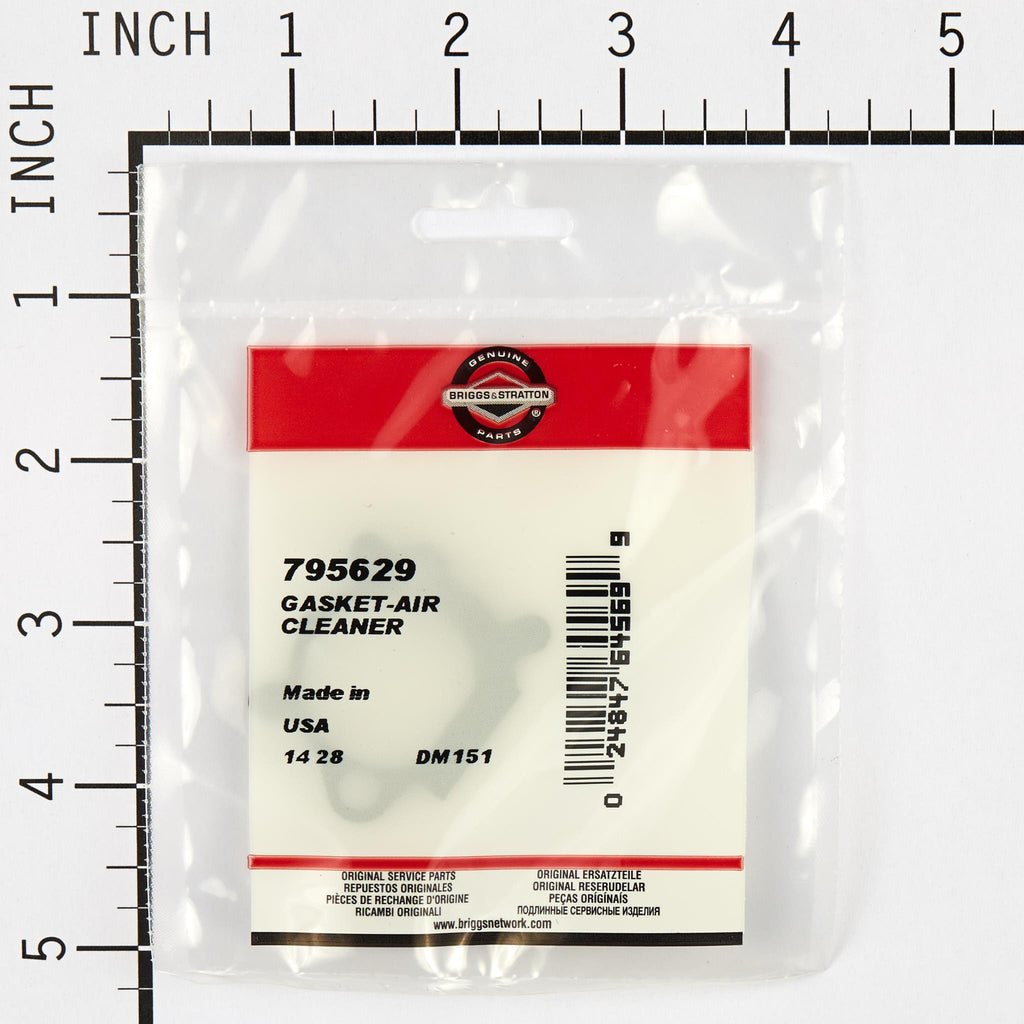 INCH 1 2 3 4 5
INCH
1
2
3
4
5
GENUINE
BRIGGS&STRATTON
®
PARTS
795629
GASKET-AIR
CLEANER
Made in
USA
14 28 DM151
0 24847 64569 9
ORIGINAL SERVICE PARTS
REPUESTOS ORIGINALES
PIÈCES DE RECHANGE D'ORIGINE
RICAMBI ORIGINALI
ORIGINAL ERSATZTEILE
ORIGINAL RESERUDELAR
PEÇAS ORIGÍNAIS
ПОДЛИННЫЕ СЕРВИСНЫЕ ИЗДЕЛИЯ
www.briggsnetwork.com